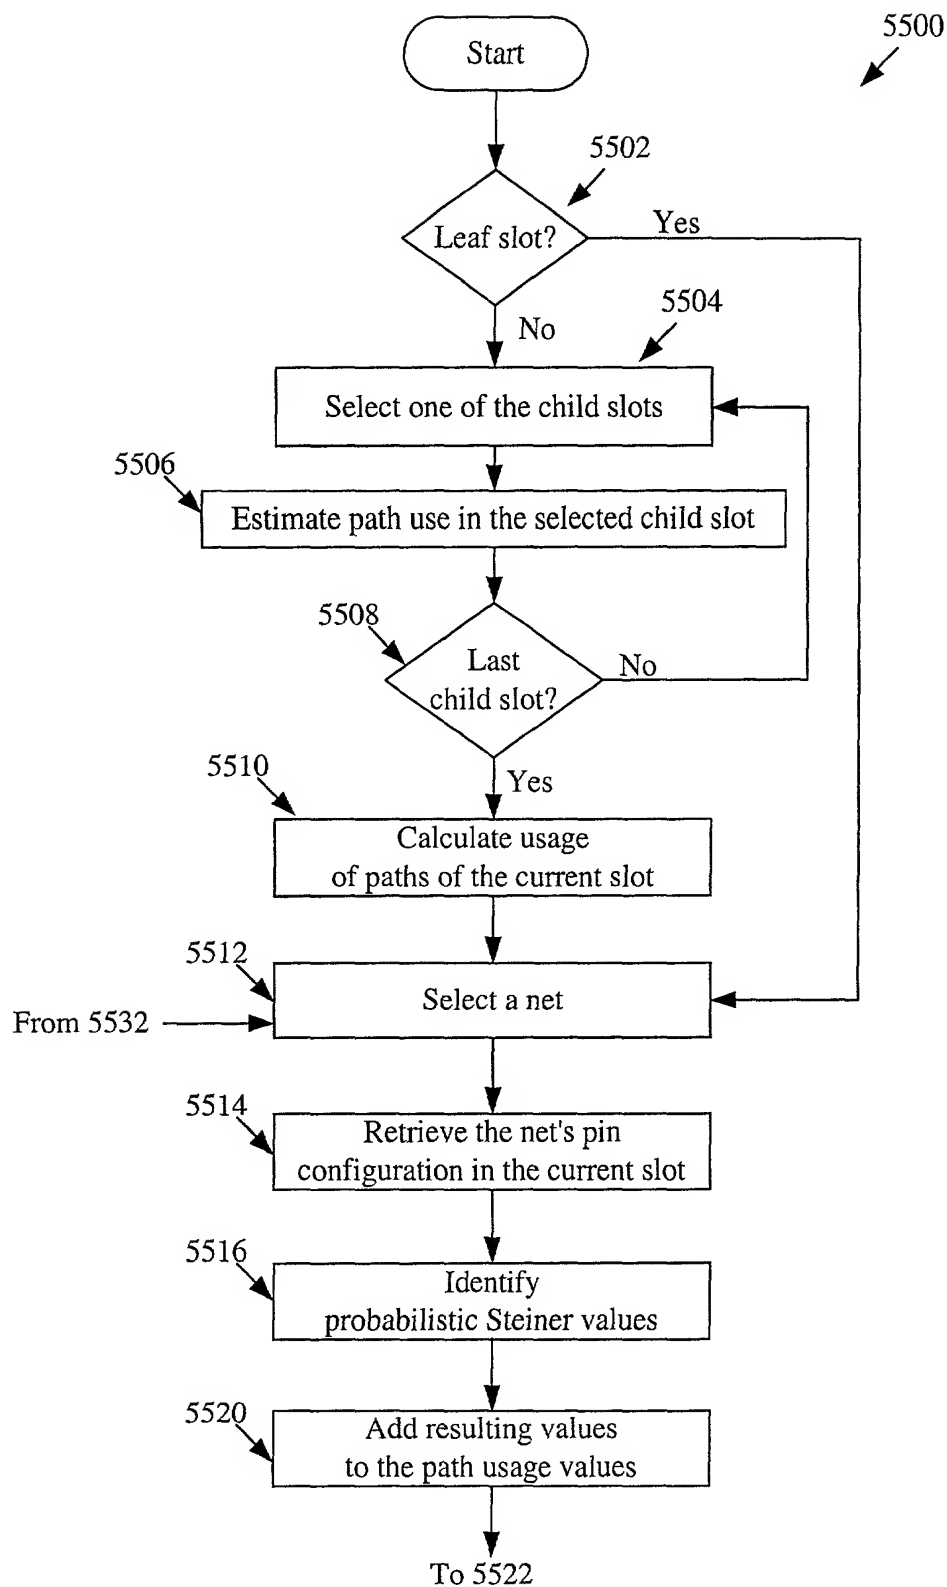 5500
Start
5502
Leaf slot?
Yes
No
5504
Select one of the child slots
5506
Estimate path use in the selected child slot
5508
Last
child slot?
No
Yes
5510
Calculate usage
of paths of the current slot
5512
Select a net
From 5532
5514
Retrieve the net's pin
configuration in the current slot
5516
Identify
probabilistic Steiner values
5520
Add resulting values
to the path usage values
To 5522